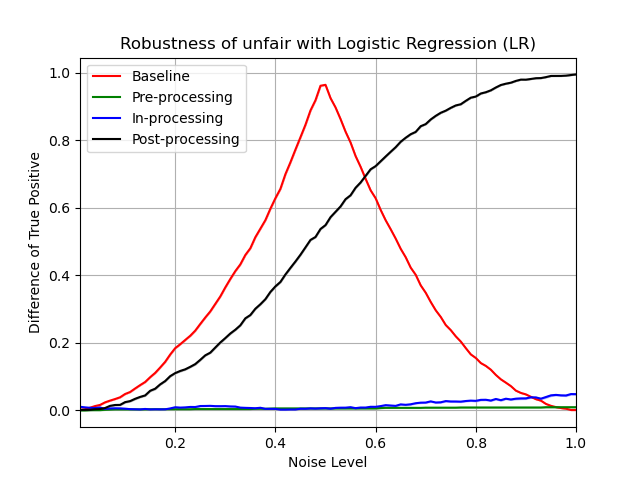 Robustness of unfair with Logistic Regression (LR)
Difference of True Positive
1.0
0.8
0.6
0.4
0.2
0.0
Baseline
Pre-processing
In-processing
Post-processing
0.2 0.4 0.6 0.8 1.0
Noise Level